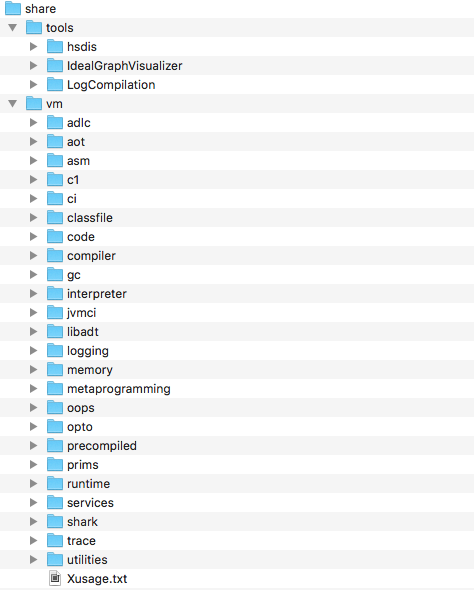 share
tools
hsdis
IdealGraphVisualizer
LogCompilation
vm
adlc
aot
asm
c1
ci
classfile
code
compiler
gc
interpreter
jvmci
libadt
logging
memory
metaprogramming
oops
opto
precompiled
prims
runtime
services
shark
trace
utilities
Xusage.txt